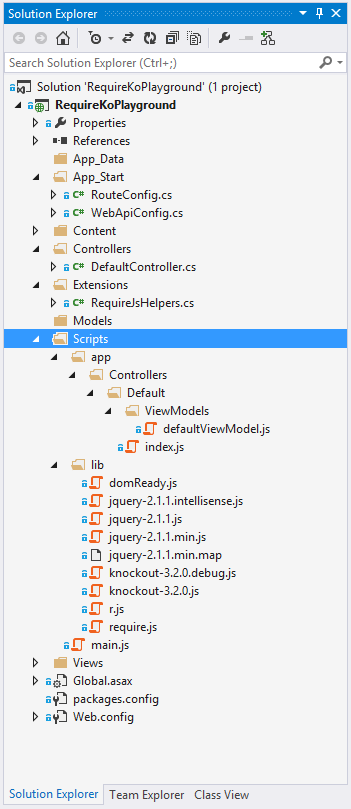 Solution Explorer
Search Solution Explorer (Ctrl+;)
Solution 'RequireKoPlayground' (1 project)
RequireKoPlayground
Properties
References
App_Data
App_Start
C# RouteConfig.cs
C# WebApiConfig.cs
Content
Controllers
C# DefaultController.cs
Extensions
C# RequireJsHelpers.cs
Models
Scripts
app
Controllers
Default
ViewModels
defaultViewModel.js
index.js
lib
domReady.js
jquery-2.1.1.intellisense.js
jquery-2.1.1.js
jquery-2.1.1.min.js
jquery-2.1.1.min.map
knockout-3.2.0.debug.js
knockout-3.2.0.js
r.js
require.js
main.js
Views
Global.asax
packages.config
Web.config
Solution Explorer Team Explorer Class View